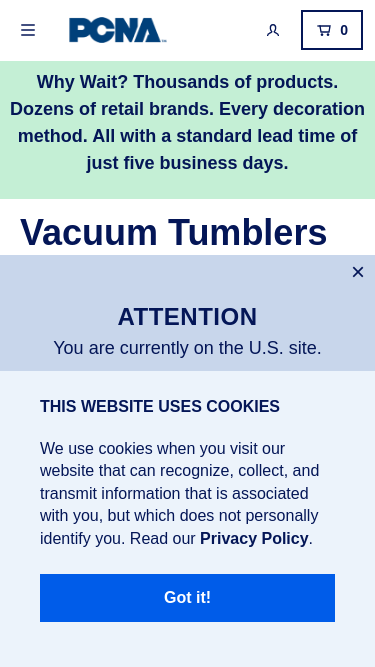 PCNA
0
Why Wait? Thousands of products.
Dozens of retail brands. Every decoration
method. All with a standard lead time of
just five business days.
Vacuum Tumblers
ATTENTION
You are currently on the U.S. site.
THIS WEBSITE USES COOKIES
We use cookies when you visit our
website that can recognize, collect, and
transmit information that is associated
with you, but which does not personally
identify you. Read our Privacy Policy.
Got it!